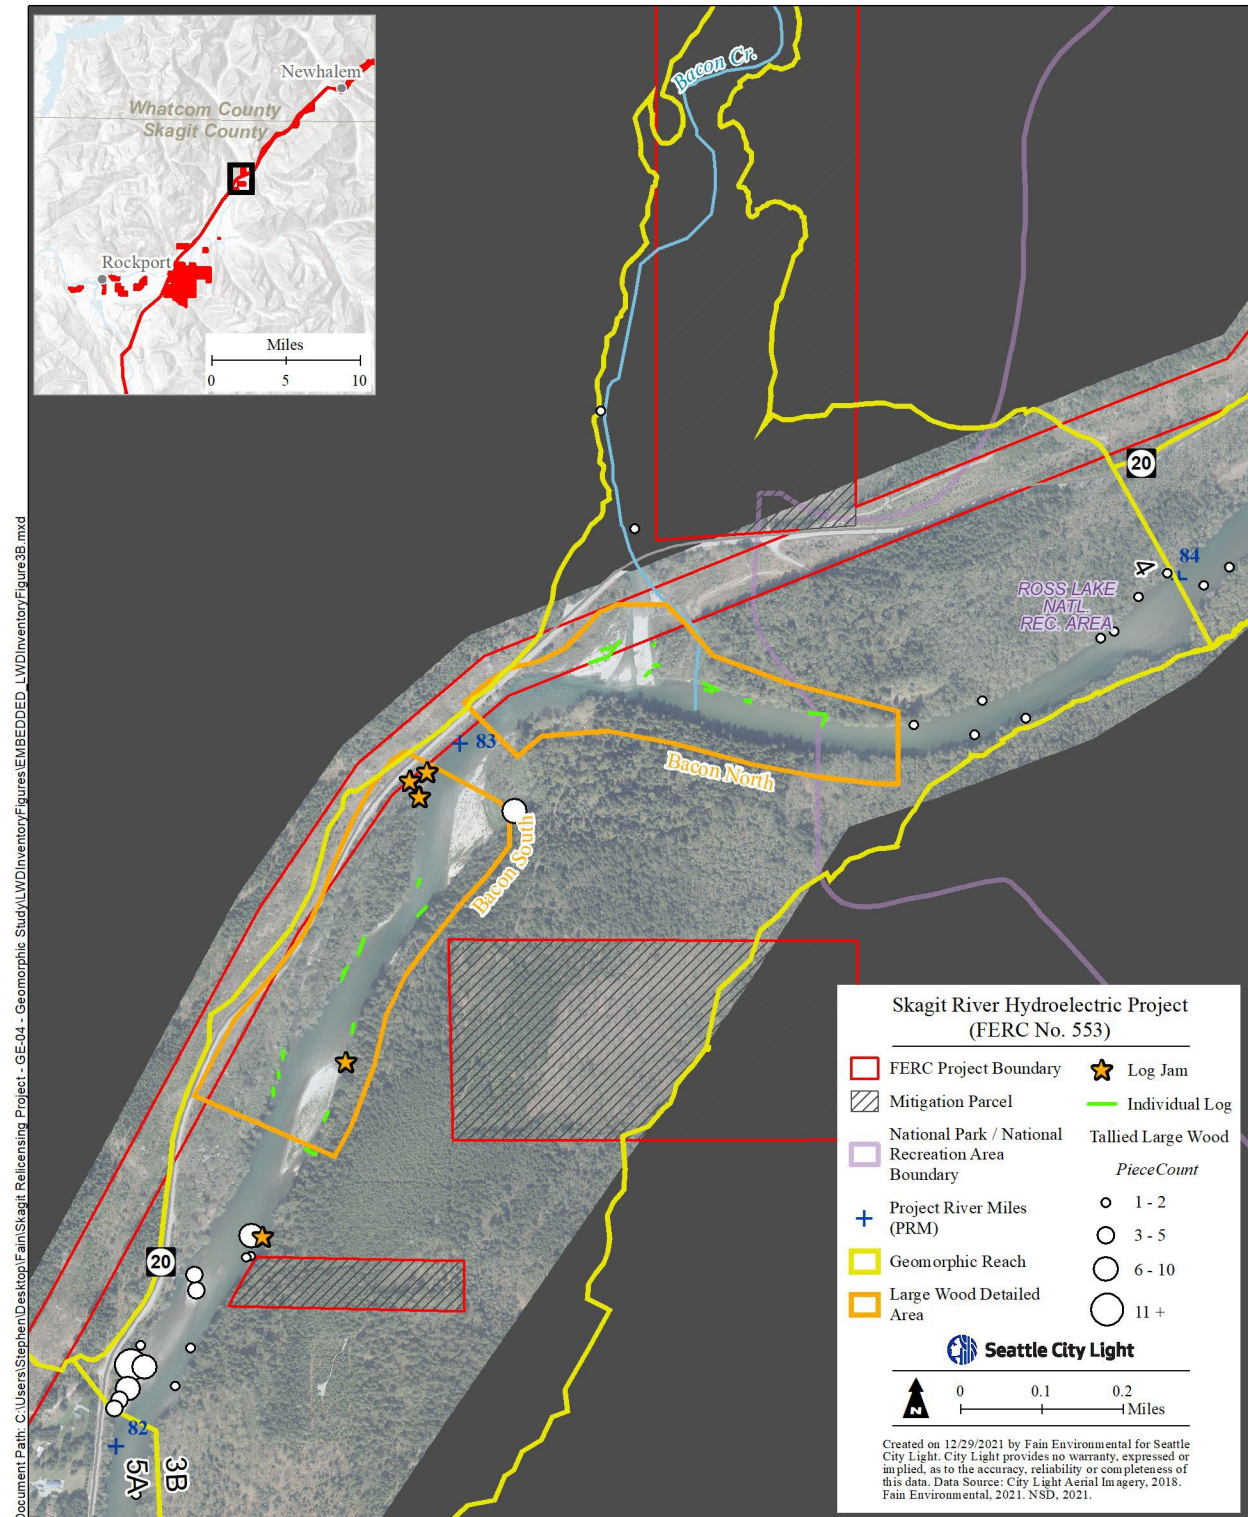 Document Path: C:\Users\Stephen\Desktop\Fain\Skagit Relicensing Project - GE-04 - Geomorphic Study\LWDInventoryFigures\EMBEDDED_LWDInventoryFigure3B.mxd
Newhalem
Whatcom County
Skagit County
Rockport
Miles
0 5 10
Bacon Cr.
20
84
4
ROSS LAKE
NATL.
REC. AREA
83
Bacon North
Bacon South
20
82
3B
5A
Skagit River Hydroelectric Project
(FERC No. 553)
FERC Project Boundary
Mitigation Parcel
National Park / National
Recreation Area
Boundary
Project River Miles
(PRM)
Geomorphic Reach
Large Wood Detailed
Area
Log Jam
Individual Log
Tallied Large Wood
PieceCount
1 - 2
3 - 5
6 - 10
11 +
Seattle City Light
N
0 0.1 0.2
Miles
Created on 12/29/2021 by Fain Environmental for Seattle
City Light. City Light provides no warranty, expressed or
implied, as to the accuracy, reliability or completeness of
this data. Data Source: City Light Aerial Imagery, 2018.
Fain Environmental, 2021. NSD, 2021.